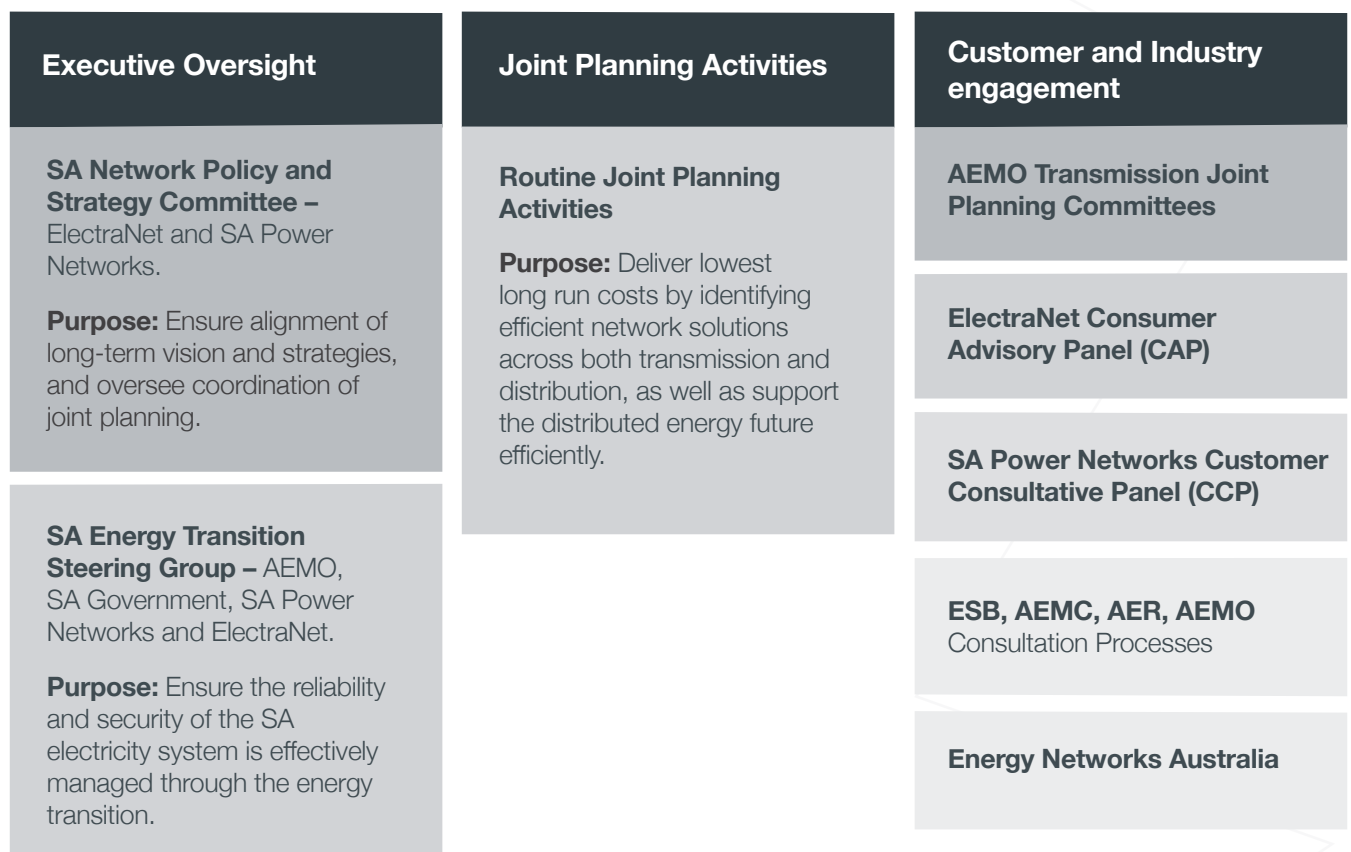 Executive Oversight
SA Network Policy and
Strategy Committee –
ElectraNet and SA Power
Networks.
Purpose: Ensure alignment of
long-term vision and strategies,
and oversee coordination of
joint planning.
SA Energy Transition
Steering Group – AEMO,
SA Government, SA Power
Networks and ElectraNet.
Purpose: Ensure the reliability
and security of the SA
electricity system is effectively
managed through the energy
transition.
Joint Planning Activities
Routine Joint Planning
Activities
Purpose: Deliver lowest
long run costs by identifying
efficient network solutions
across both transmission and
distribution, as well as support
the distributed energy future
efficiently.
Customer and Industry
engagement
AEMO Transmission Joint
Planning Committees
ElectraNet Consumer
Advisory Panel (CAP)
SA Power Networks Customer
Consultative Panel (CCP)
ESB, AEMC, AER, AEMO
Consultation Processes
Energy Networks Australia